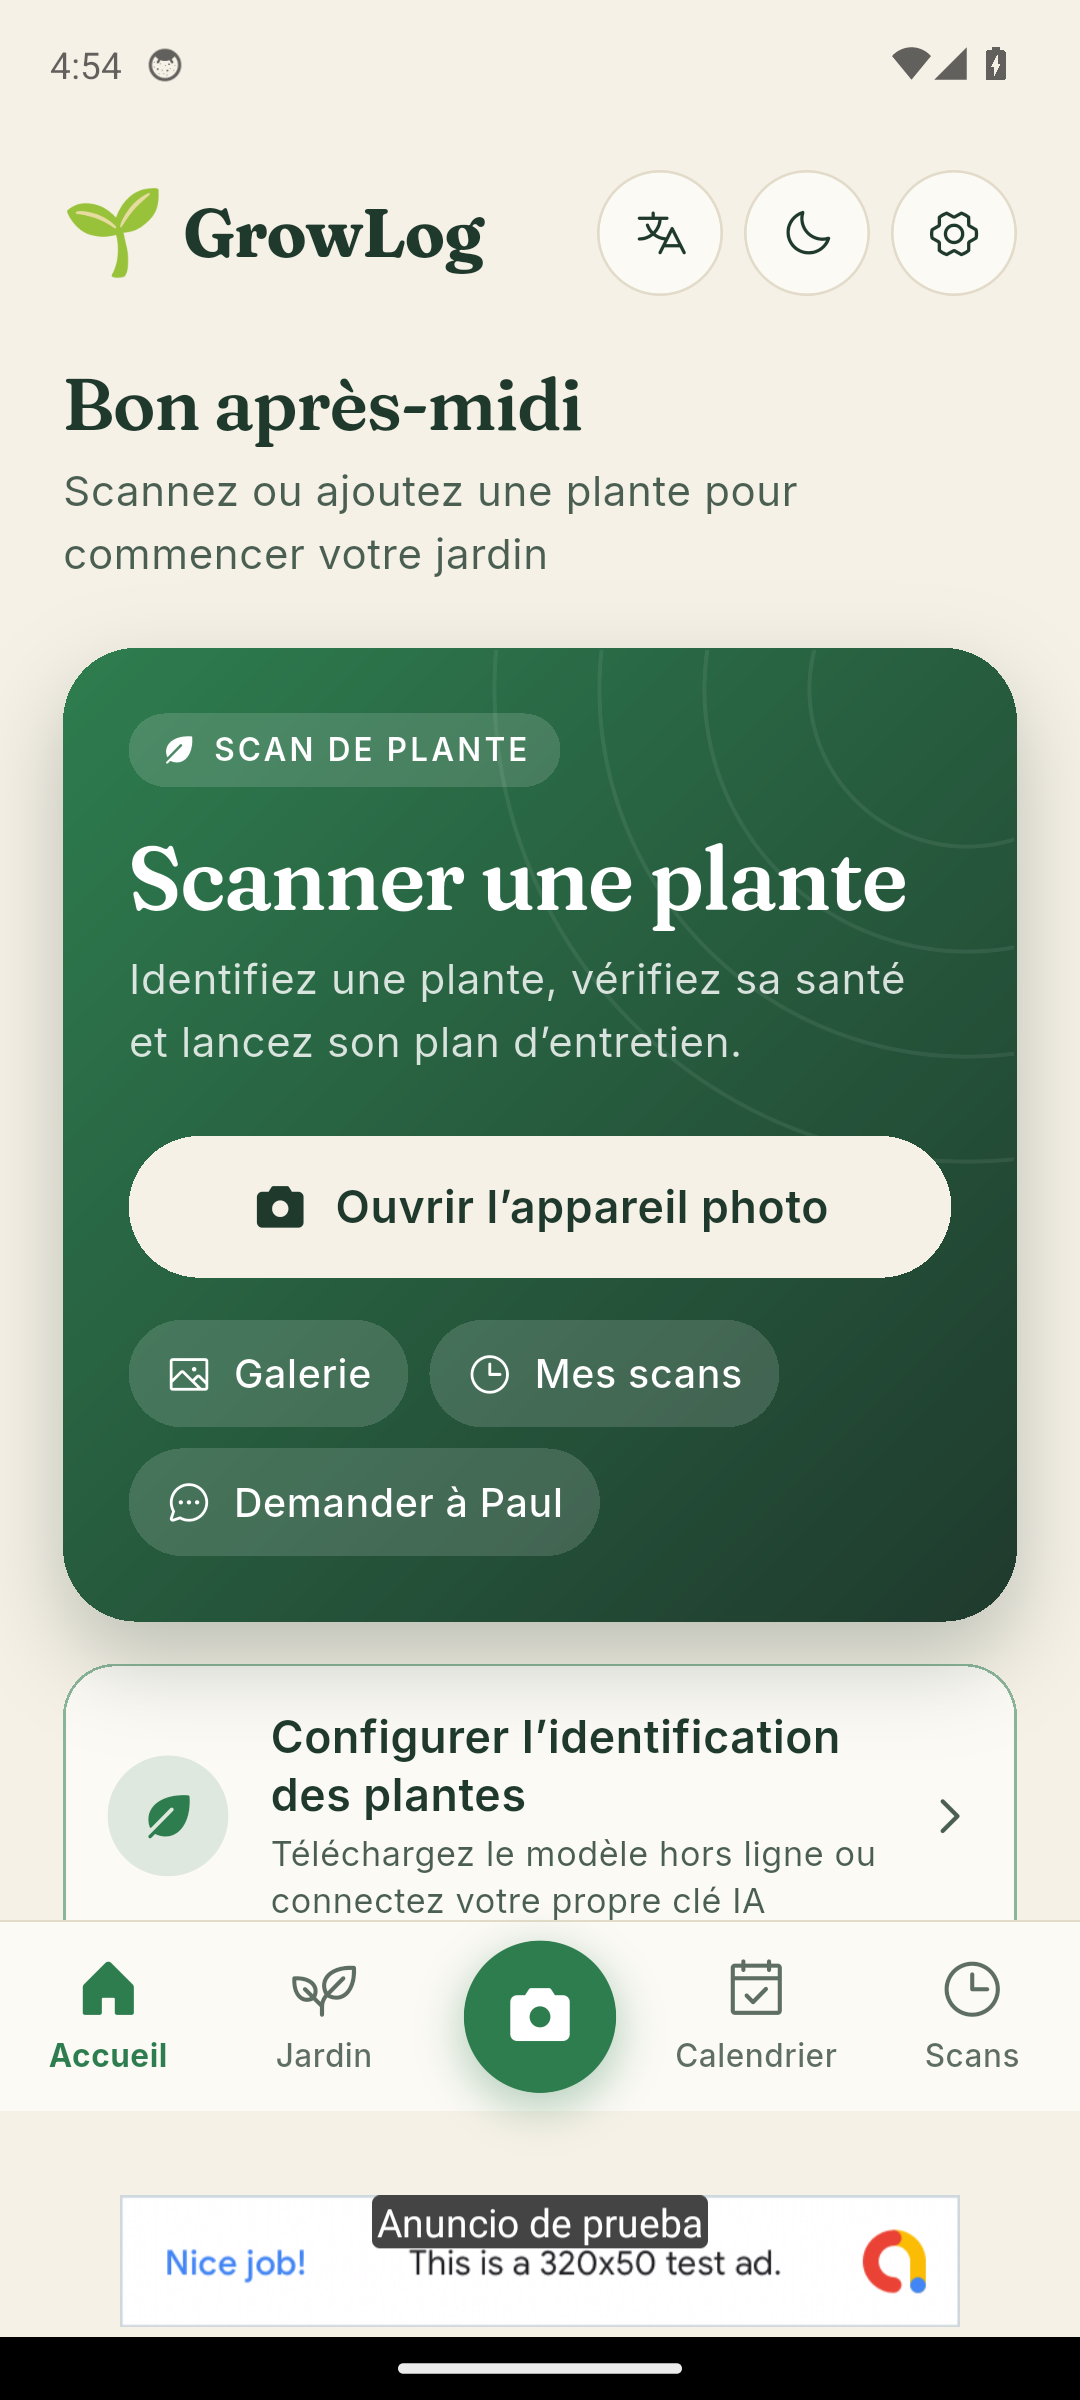 4:54
GrowLog
Bon après-midi
Scannez ou ajoutez une plante pour
commencer votre jardin
SCAN DE PLANTE
Scanner une plante
Identifiez une plante, vérifiez sa santé
et lancez son plan d’entretien.
Ouvrir l’appareil photo
Galerie
Mes scans
Demander à Paul
Configurer l’identification
des plantes
Téléchargez le modèle hors ligne ou
connectez votre propre clé IA
Accueil
Jardin
Calendrier
Scans
Anuncio de prueba
Nice job!
This is a 320x50 test ad.